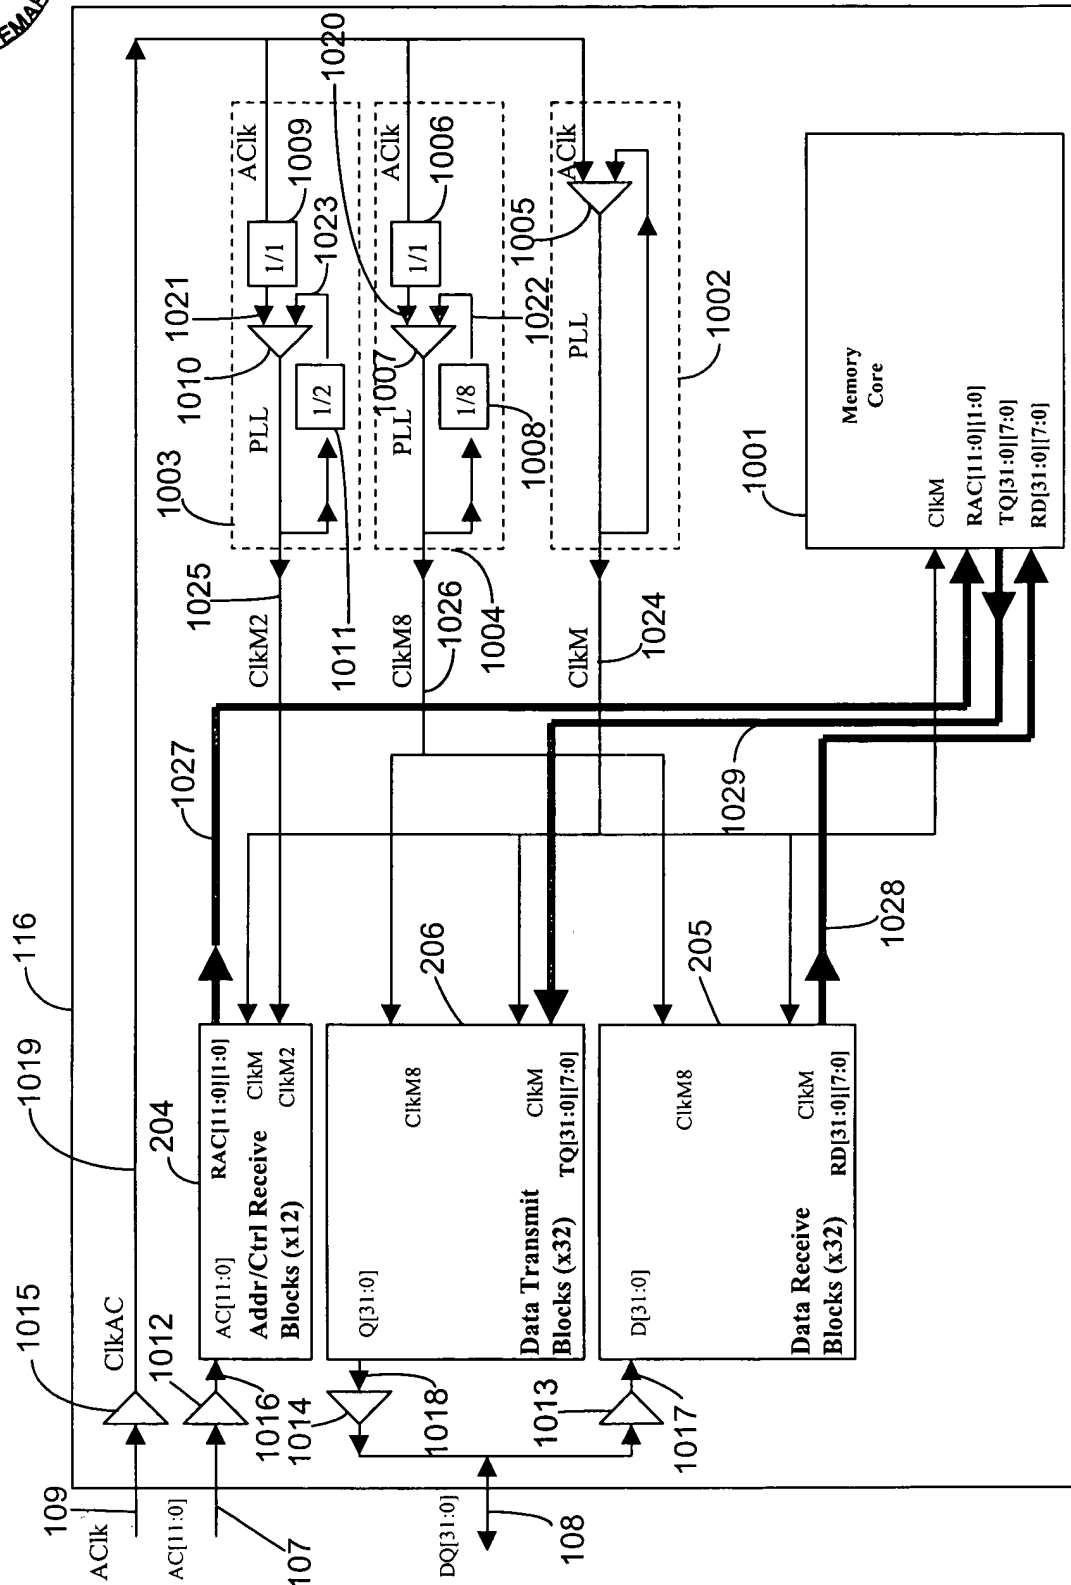 EMAR
116
1019
1015
ClkAC
109
AClk
1012
AC[11:0]
107
1016
204
AC[11:0]
RAC[11:0][1:0]
Addr/Ctrl Receive
Blocks (x12)
ClkM
ClkM2
1014
1018
Q[31:0]
ClkM8
206
Data Transmit
Blocks (x32)
ClkM
TQ[31:0][7:0]
DQ[31:0]
108
1013
1017
D[31:0]
ClkM8
205
Data Receive
Blocks (x32)
ClkM
RD[31:0][7:0]
1027
1028
1029
1025
ClkM2
1026
ClkM8
1024
ClkM
1003
PLL
1010
1021
1/1
1009
AClk
1023
1/2
1011
1004
PLL
1007
1020
1/1
1006
AClk
1022
1/8
1008
1002
PLL
1005
AClk
1001
Memory
Core
ClkM
RAC[11:0][1:0]
TQ[31:0][7:0]
RD[31:0][7:0]